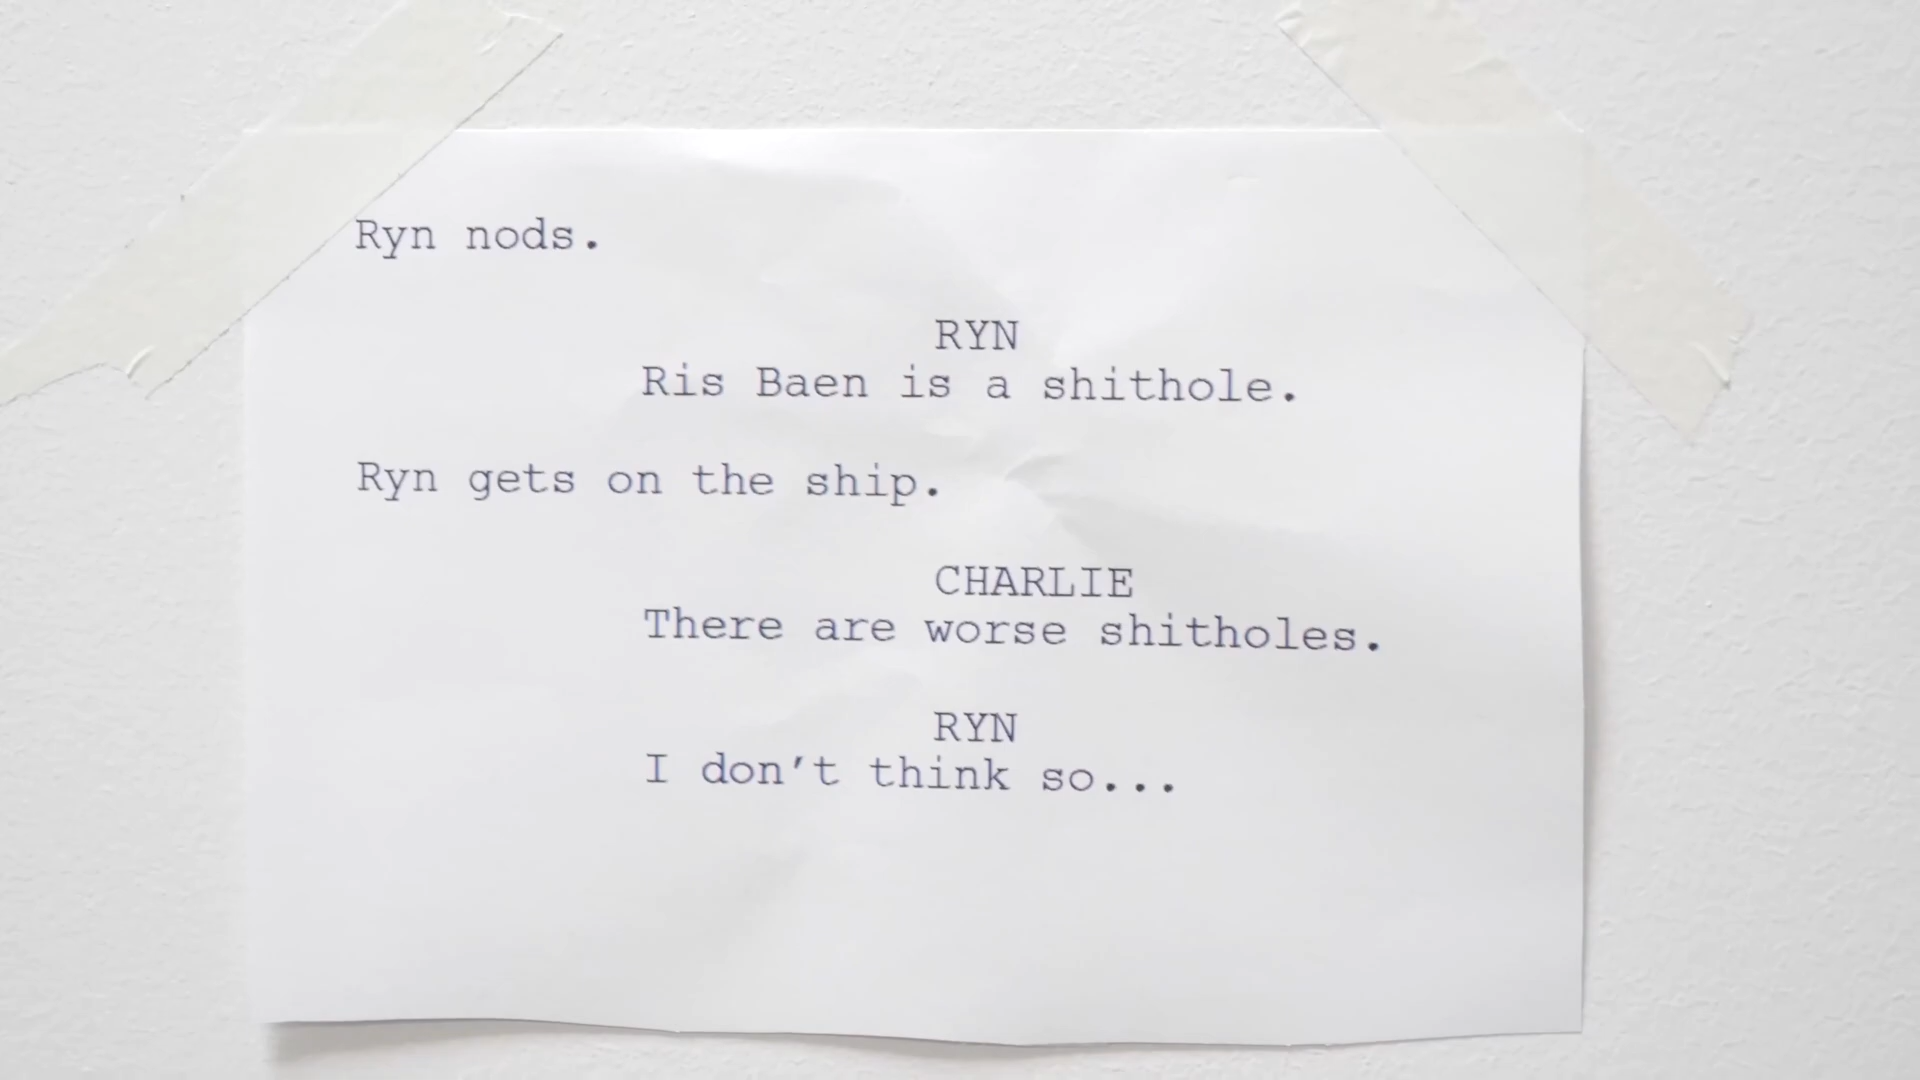 Ryn nods.
RYN
Ris Baen is a shithole.
Ryn gets on the ship.
CHARLIE
There are worse shitholes.
RYN
I don't think so...